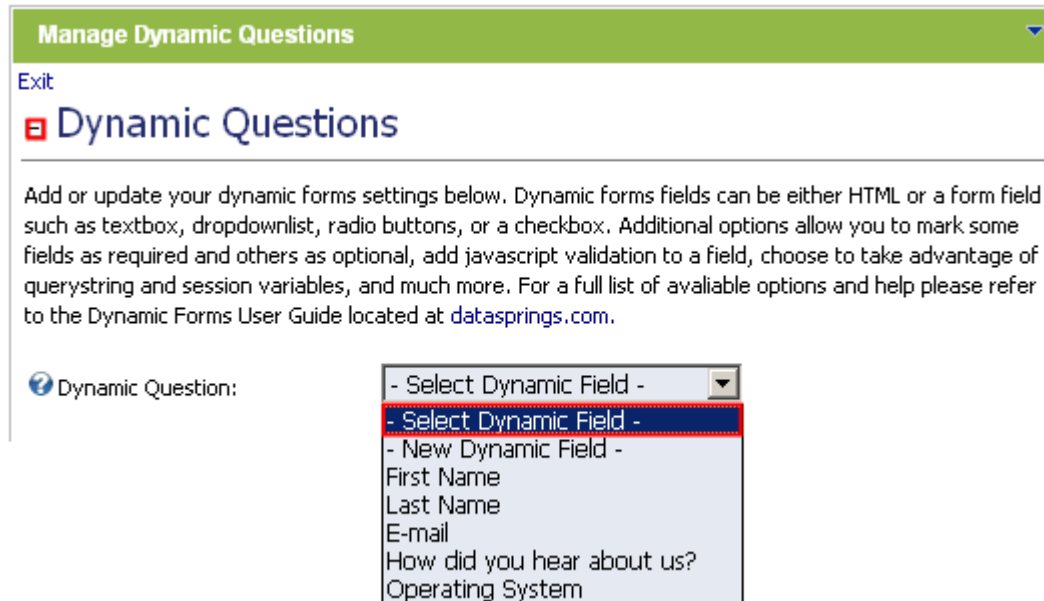 Manage Dynamic Questions
Exit
Dynamic Questions
Add or update your dynamic forms settings below. Dynamic forms fields can be either HTML or a form field
such as textbox, dropdownlist, radio buttons, or a checkbox. Additional options allow you to mark some
fields as required and others as optional, add javascript validation to a field, choose to take advantage of
querystring and session variables, and much more. For a full list of avaliable options and help please refer
to the Dynamic Forms User Guide located at datasprings.com.
Dynamic Question:
- Select Dynamic Field -
- Select Dynamic Field -
- New Dynamic Field -
First Name
Last Name
E-mail
How did you hear about us?
Operating System